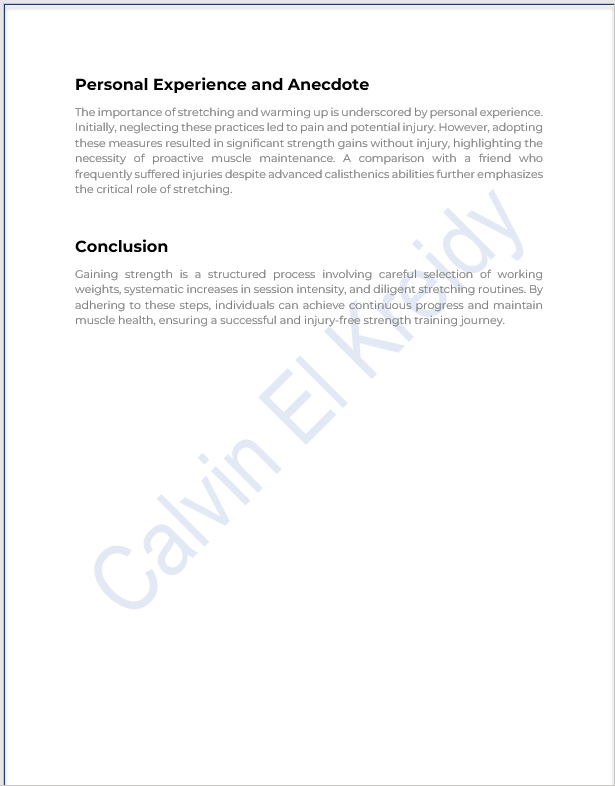 Personal Experience and Anecdote
The importance of stretching and warming up is underscored by personal experience.
Initially, neglecting these practices led to pain and potential injury. However, adopting
these measures resulted in significant strength gains without injury, highlighting the
necessity of proactive muscle maintenance. A comparison with a friend who
frequently suffered injuries despite advanced calisthenics abilities further emphasizes
the critical role of stretching.
Conclusion
Gaining strength is a structured process involving careful selection of working
weights, systematic increases in session intensity, and diligent stretching routines. By
adhering to these steps, individuals can achieve continuous progress and maintain
muscle health, ensuring a successful and injury-free strength training journey.
Calvin El Kreidy